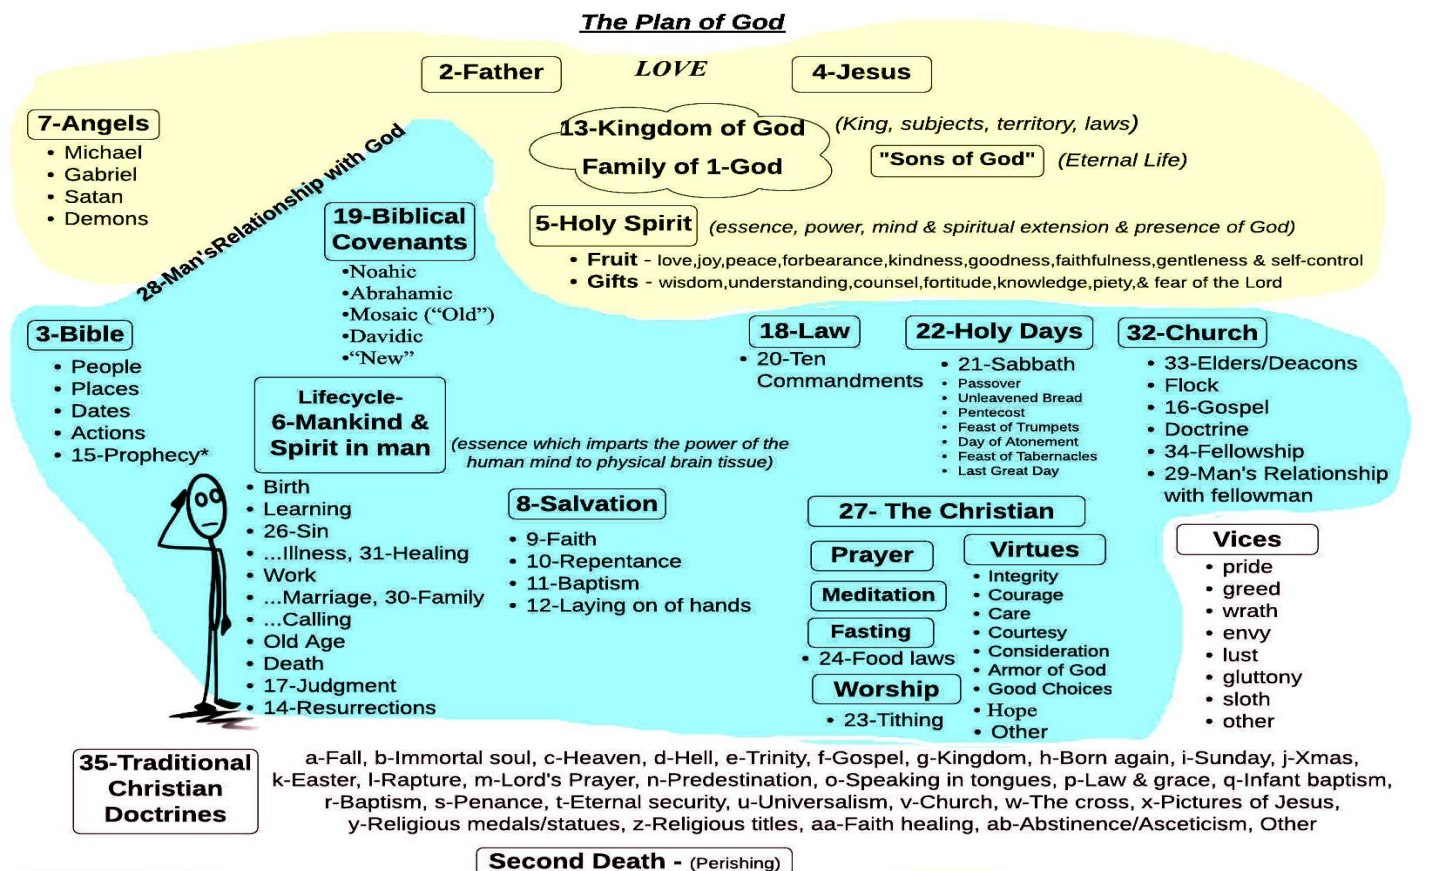 The Plan of God
2-Father
LOVE
4-Jesus
7-Angels
• Michael
• Gabriel
• Satan
• Demons
13-Kingdom of God
Family of 1-God
(King, subjects, territory, laws)
"Sons of God"
(Eternal Life)
28-Man'sRelationship with God
5-Holy Spirit
(essence, power, mind & spiritual extension & presence of God)
• Fruit - love,joy,peace,forbearance,kindness,goodness,faithfulness,gentleness & self-control
• Gifts - wisdom,understanding,counsel,fortitude,knowledge,piety,& fear of the Lord
19-Biblical
Covenants
•Noahic
•Abrahamic
•Mosaic (“Old”)
•Davidic
•“New”
3-Bible
• People
• Places
• Dates
• Actions
• 15-Prophecy*
Lifecycle-
6-Mankind &
Spirit in man
(essence which imparts the power of the
human mind to physical brain tissue)
• Birth
• Learning
• 26-Sin
• ...Illness, 31-Healing
• Work
• ...Marriage, 30-Family
• ...Calling
• Old Age
• Death
• 17-Judgment
• 14-Resurrections
8-Salvation
• 9-Faith
• 10-Repentance
• 11-Baptism
• 12-Laying on of hands
18-Law
• 20-Ten
Commandments
22-Holy Days
• 21-Sabbath
• Passover
• Unleavened Bread
• Pentecost
• Feast of Trumpets
• Day of Atonement
• Feast of Tabernacles
• Last Great Day
32-Church
• 33-Elders/Deacons
• Flock
• 16-Gospel
• Doctrine
• 34-Fellowship
• 29-Man's Relationship
with fellowman
27- The Christian
Prayer
Meditation
Fasting
• 24-Food laws
Worship
• 23-Tithing
Virtues
• Integrity
• Courage
• Care
• Courtesy
• Consideration
• Armor of God
• Good Choices
• Hope
• Other
Vices
• pride
• greed
• wrath
• envy
• lust
• gluttony
• sloth
• other
35-Traditional
Christian
Doctrines
a-Fall, b-Immortal soul, c-Heaven, d-Hell, e-Trinity, f-Gospel, g-Kingdom, h-Born again, i-Sunday, j-Xmas,
k-Easter, l-Rapture, m-Lord's Prayer, n-Predestination, o-Speaking in tongues, p-Law & grace, q-Infant baptism,
r-Baptism, s-Penance, t-Eternal security, u-Universalism, v-Church, w-The cross, x-Pictures of Jesus,
y-Religious medals/statues, z-Religious titles, aa-Faith healing, ab-Abstinence/Asceticism, Other
Second Death - (Perishing)